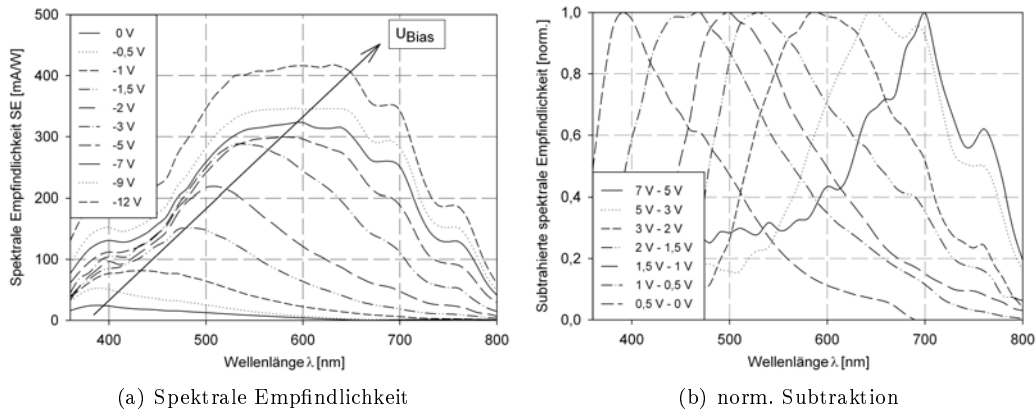 500
400
300
200
100
0
Spektrale Empfindlichkeit SE [mA/W]
0 V
-0,5 V
-1 V
-1,5 V
-2 V
-3 V
-5 V
-7 V
-9 V
-12 V
UBias
400 500 600 700 800
Wellenlänge λ [nm]
(a) Spektrale Empfindlichkeit
1,0
0,8
0,6
0,4
0,2
0,0
Subtrahierte spektrale Empfindlichkeit [norm.]
7 V - 5 V
5 V - 3 V
3 V - 2 V
2 V - 1,5 V
1,5 V - 1 V
1 V - 0,5 V
0,5 V - 0 V
400 500 600 700 800
Wellenlänge λ [nm]
(b) norm. Subtraktion